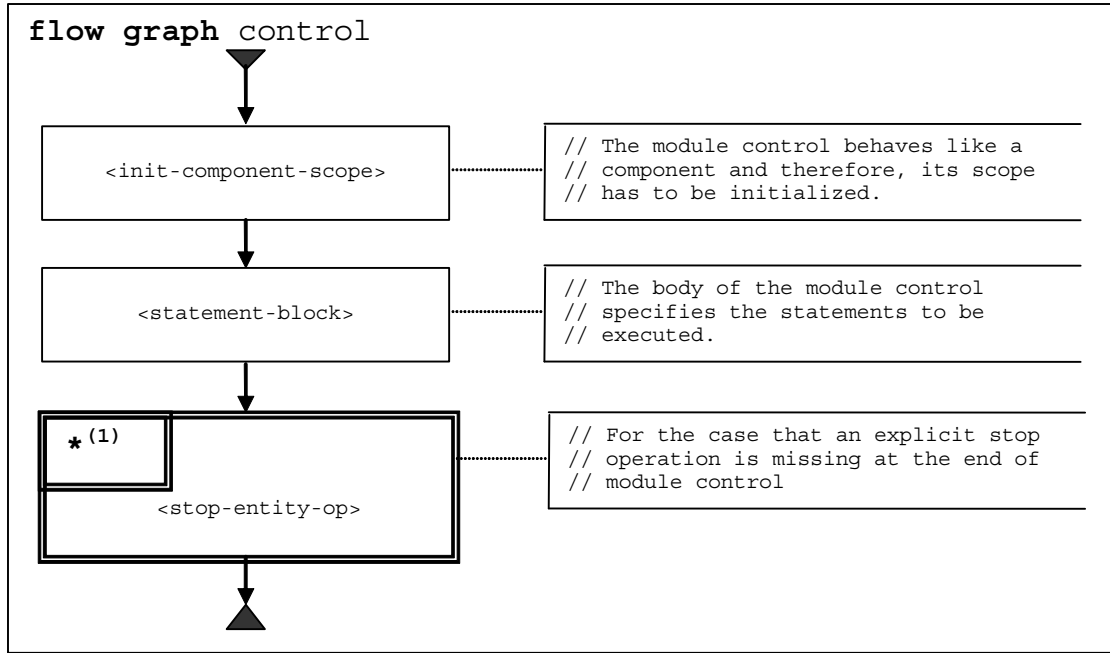 flow graph control
<init-component-scope>
// The module control behaves like a
// component and therefore, its scope
// has to be initialized.
<statement-block>
// The body of the module control
// specifies the statements to be
executed.
*(1)
<stop-entity-op>
// For the case that an explicit stop
// operation is missing at the end of
// module control